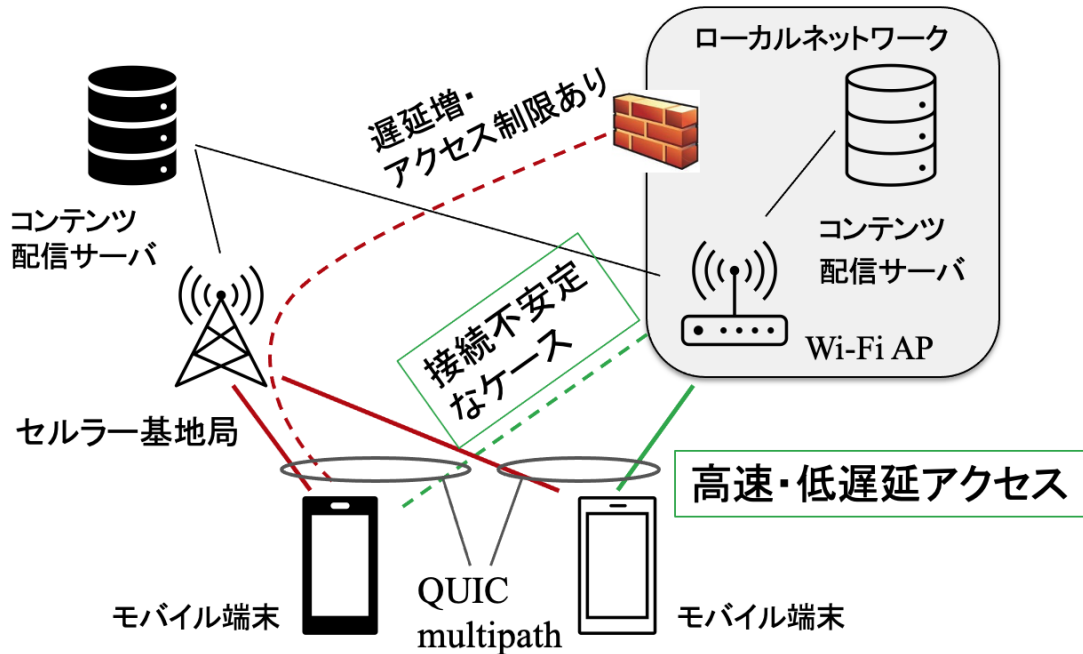 ローカルネットワーク
遅延増・
アクセス制限あり
コンテンツ
配信サーバ
コンテンツ
配信サーバ
Wi-Fi AP
接続不安定
なケース
セルラー基地局
高速・低遅延アクセス
モバイル端末
QUIC
multipath
モバイル端末